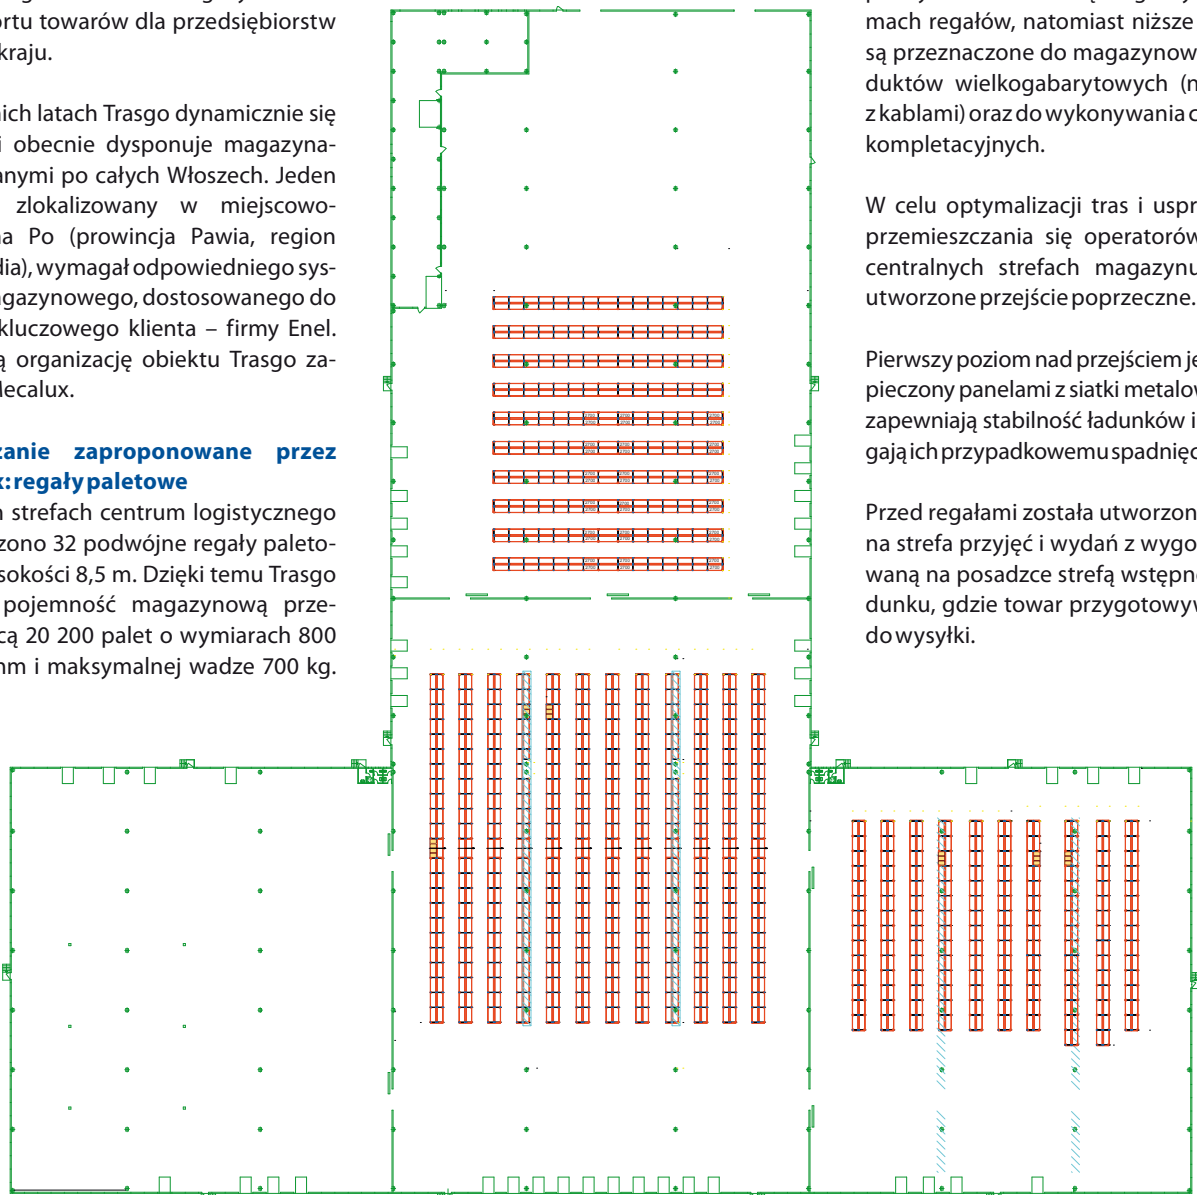 ortu towarów dla przedsiębiorstw
kraju.
nich latach Trasgo dynamicznie się
i obecnie dysponuje magazyna-
anymi po całych Włoszech. Jeden
zlokalizowany w miejscowo-
na Po (prowincja Pawia, region
dia), wymagał odpowiedniego sys-
agazynowego, dostosowanego do
kluczowego klienta – firmy Enel.
ą organizację obiektu Trasgo za-
Mecalux.
zanie zaproponowane przez
x: regały paletowe
h strefach centrum logistycznego
zono 32 podwójne regały paleto-
sokości 8,5 m. Dzięki temu Trasgo
pojemność magazynową prze-
cą 20 200 palet o wymiarach 800
mm i maksymalnej wadze 700 kg.
mach regałów, natomiast niższe
są przeznaczone do magazynow
duktów wielkogabarytowych (n
z kablami) oraz do wykonywania c
kompletacyjnych.
W celu optymalizacji tras i uspr
przemieszczania się operatorów
centralnych strefach magazynu
utworzone przejście poprzeczne.
Pierwszy poziom nad przejściem je
pieczony panelami z siatki metalow
zapewniają stabilność ładunków i
gają ich przypadkowemu spadnięc
Przed regałami została utworzon
na strefa przyjęć i wydań z wygo
waną na posadzce strefą wstępne
dunku, gdzie towar przygotowyw
do wysyłki.